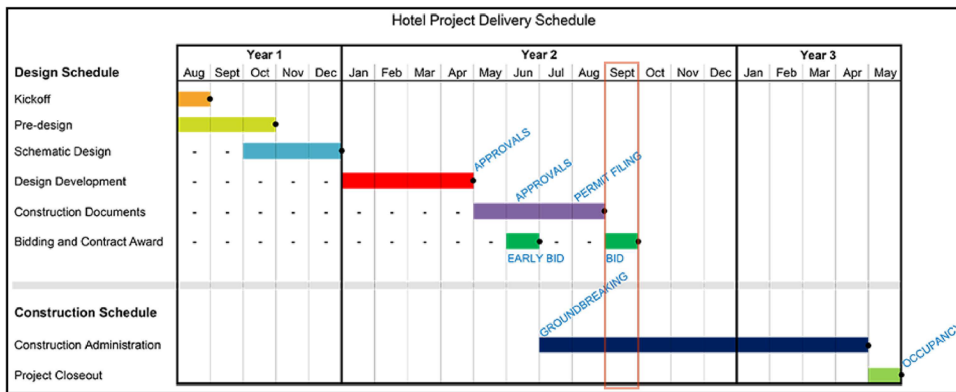 Hotel Project Delivery Schedule
Year 1 Year 2 Year 3
Design Schedule Aug Sept Oct Nov Dec Jan Feb Mar Apr May Jun Jul Aug Sept Oct Nov Dec Jan Feb Mar Apr May
Kickoff
Pre-design
Schematic Design - -
APPROVALS
Design Development - - - - -
APPROVALS PERMIT FILING
Construction Documents - - - - - - - - -
Bidding and Contract Award - - - - - - - - - - - -
EARLY BID BID
GROUNDBREAKING
Construction Schedule
Construction Administration
OCCUPANCY
Project Closeout